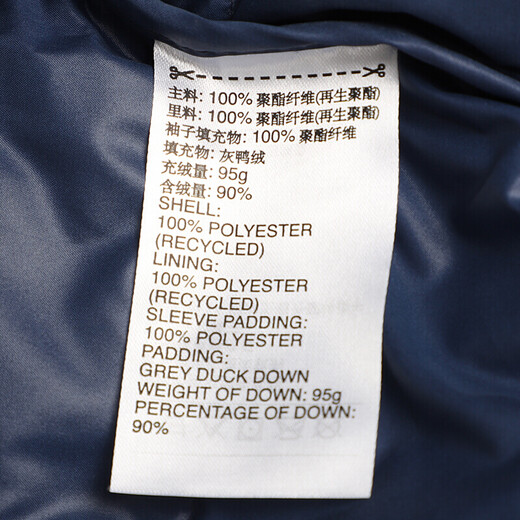 主料: 100% 聚酯纤维(再生聚酯)
里料: 100% 聚酯纤维(再生聚酯)
袖子填充物: 100% 聚酯纤维
填充物: 灰鸭绒
充绒量: 95g
含绒量: 90%
SHELL:
100% POLYESTER
(RECYCLED)
LINING:
100% POLYESTER
(RECYCLED)
SLEEVE PADDING:
100% POLYESTER
PADDING:
GREY DUCK DOWN
WEIGHT OF DOWN: 95g
PERCENTAGE OF DOWN:
90%